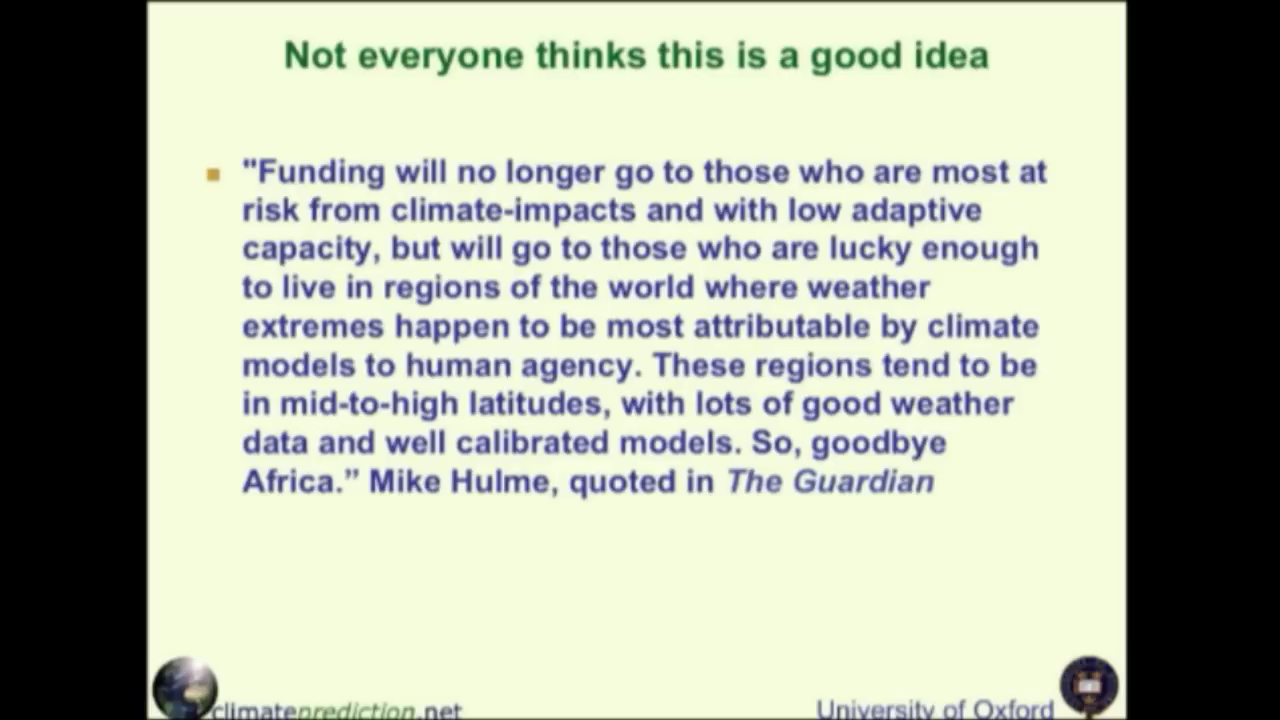 Not everyone thinks this is a good idea
"Funding will no longer go to those who are most at
risk from climate-impacts and with low adaptive
capacity, but will go to those who are lucky enough
to live in regions of the world where weather
extremes happen to be most attributable by climate
models to human agency. These regions tend to be
in mid-to-high latitudes, with lots of good weather
data and well calibrated models. So, goodbye
Africa.” Mike Hulme, quoted in The Guardian
climateprediction.net
University of Oxford